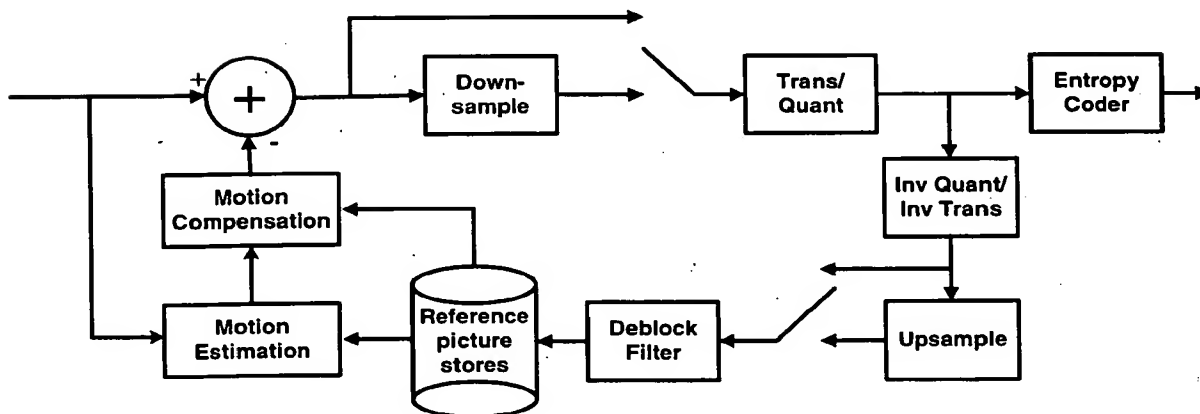 +
+
-
Down-
sample
Trans/
Quant
Entropy
Coder
Motion
Compensation
Inv Quant/
Inv Trans
Motion
Estimation
Reference
picture
stores
Deblock
Filter
Upsample